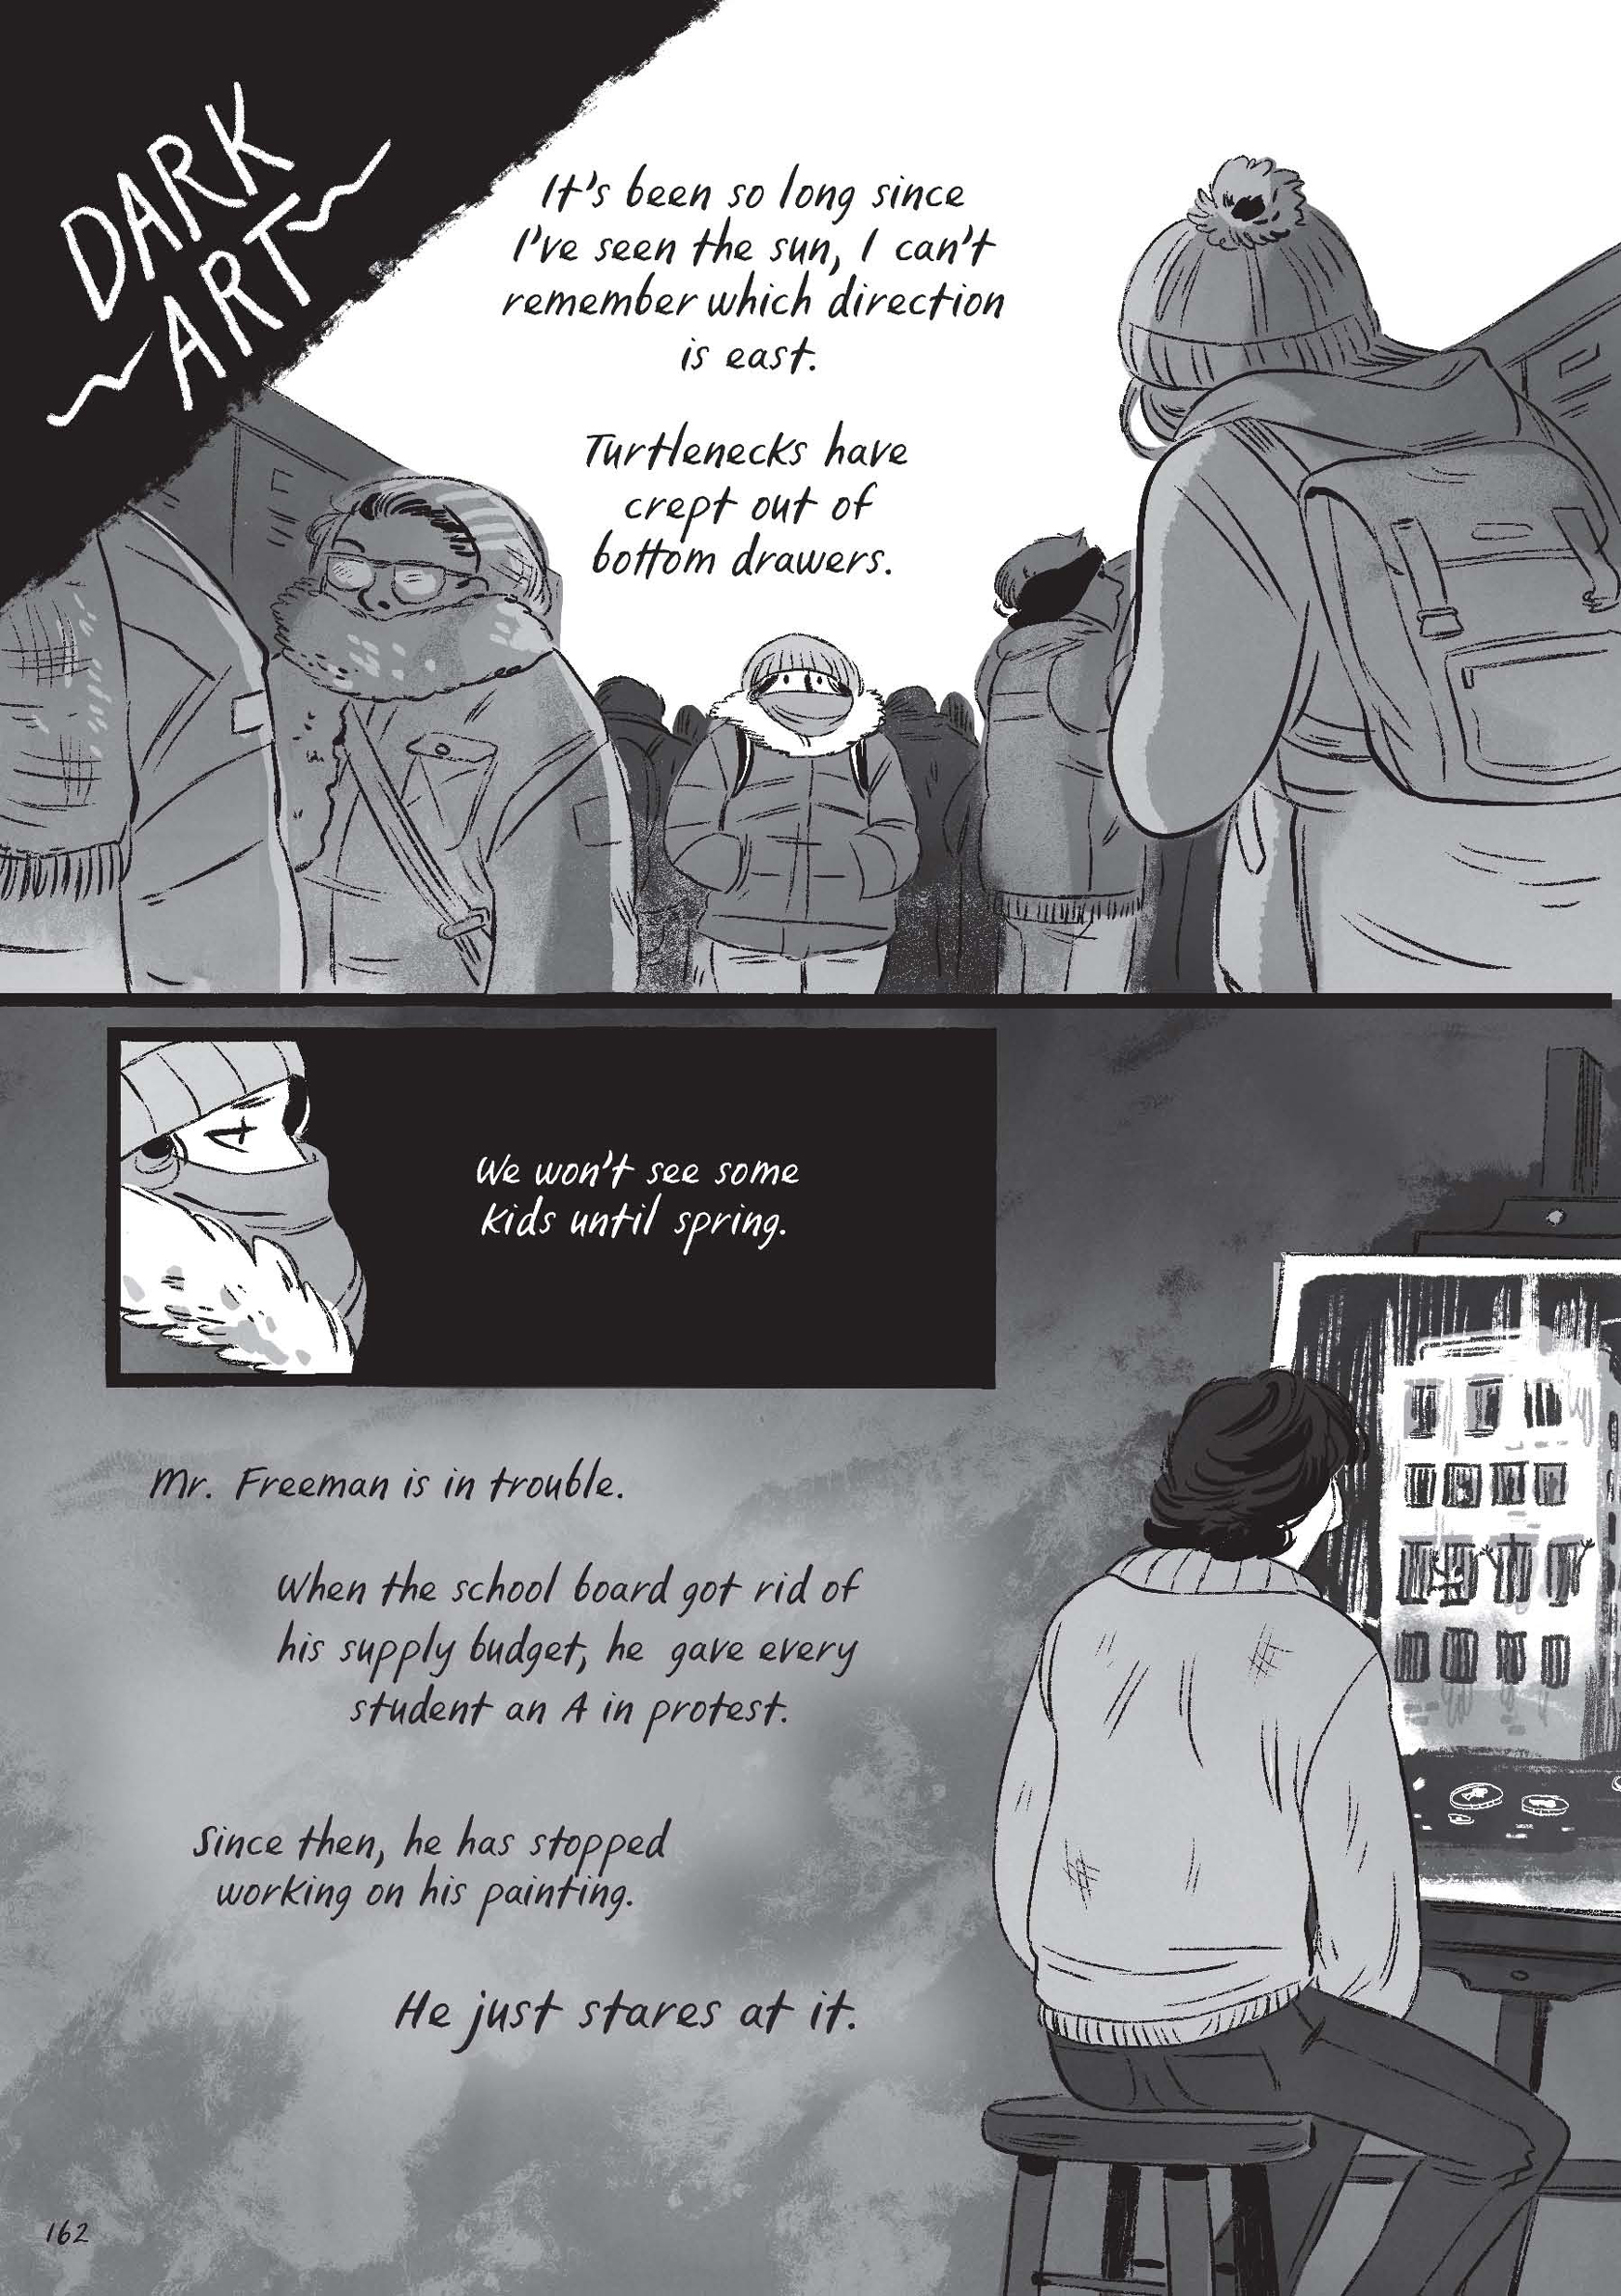 DARK
ART
It's been so long since
I've seen the sun, I can't
remember which direction
is east.
Turtlenecks have
crept out of
bottom drawers.
We won't see some
kids until spring.
Mr. Freeman is in trouble.
When the school board got rid of
his supply budget, he gave every
student an A in protest.
Since then, he has stopped
working on his painting.
He just stares at it.
162